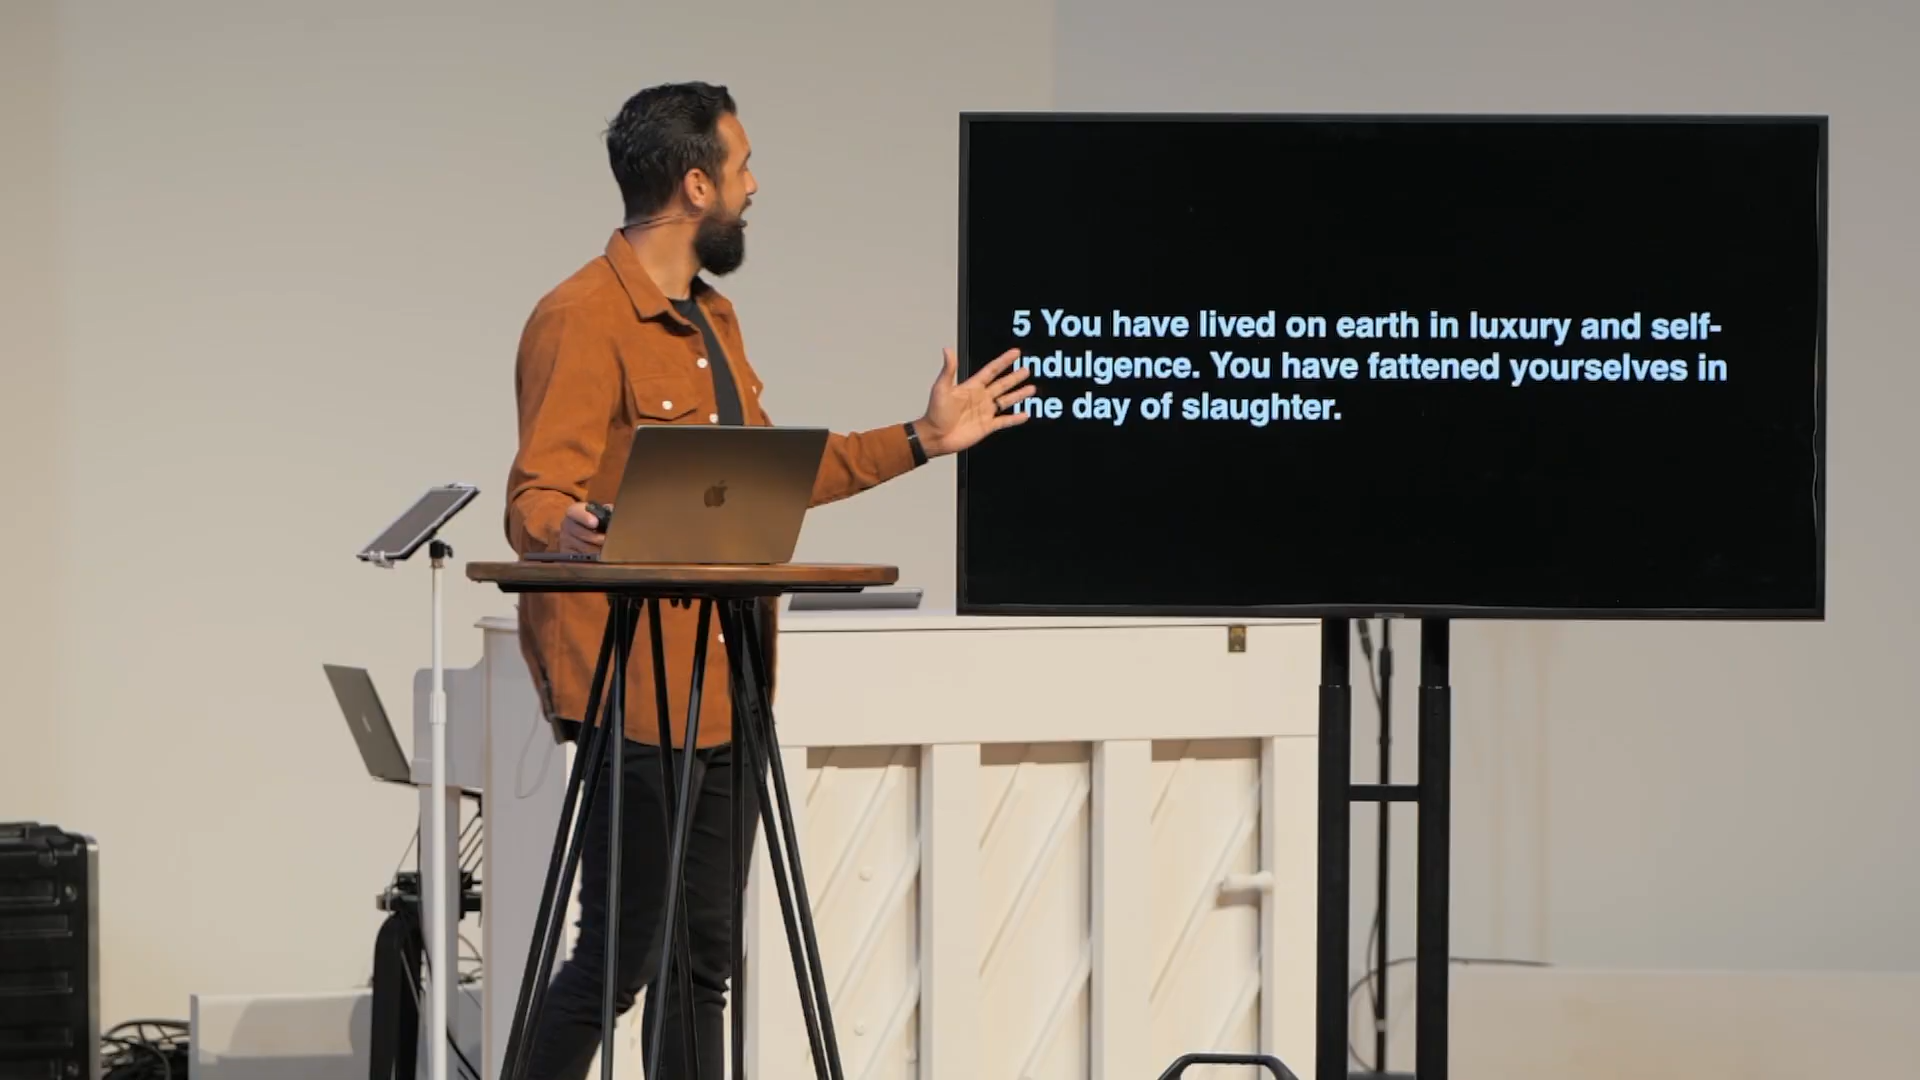 5 You have lived on earth in luxury and self-
indulgence. You have fattened yourselves in
the day of slaughter.